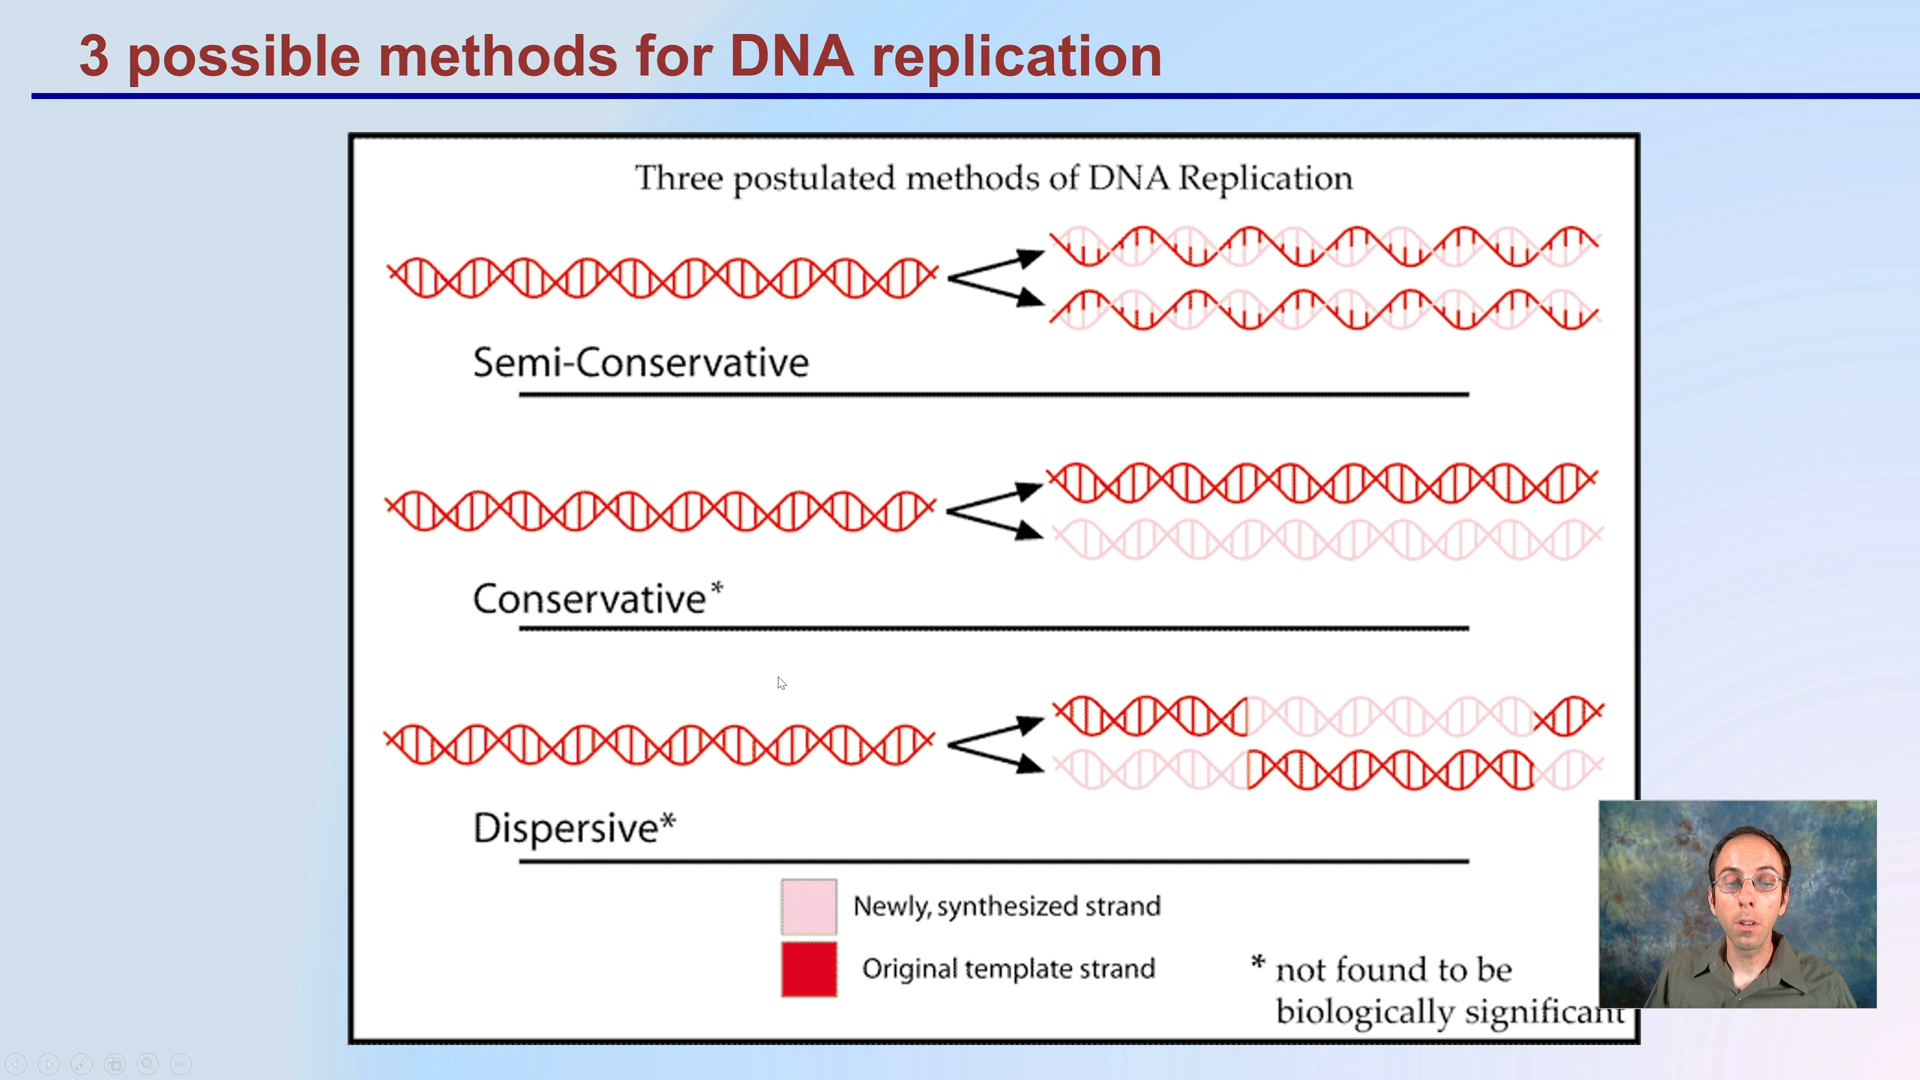 3 possible methods for DNA replication
Three postulated methods of DNA Replication
Semi-Conservative
Conservative*
Dispersive*
Newly, synthesized strand
Original template strand
* not found to be
biologically significant